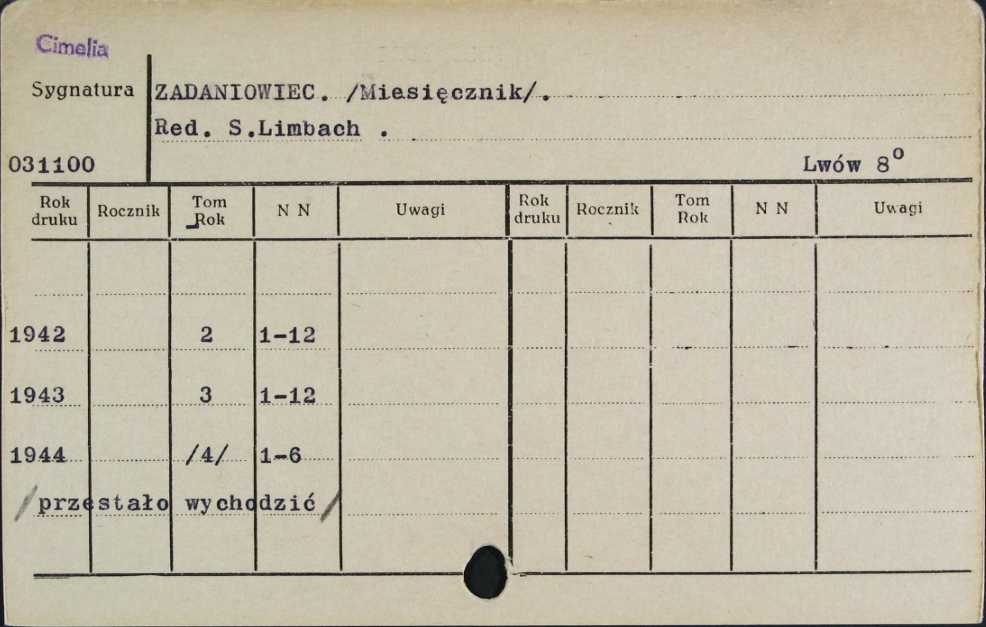 Cimelia
Sygnatura ZADANIOWIEC. /Miesięcznik/.
Red. S.Limbach .
031100 Lwów 8°
Rok druku Rocznik Tom Rok N N Uwagi Rok druku Rocznik Tom Rok N N Uwagi
1942 2 1-12
1943 3 1-12
1944 /4/ 1-6
/przestało wychodzić/